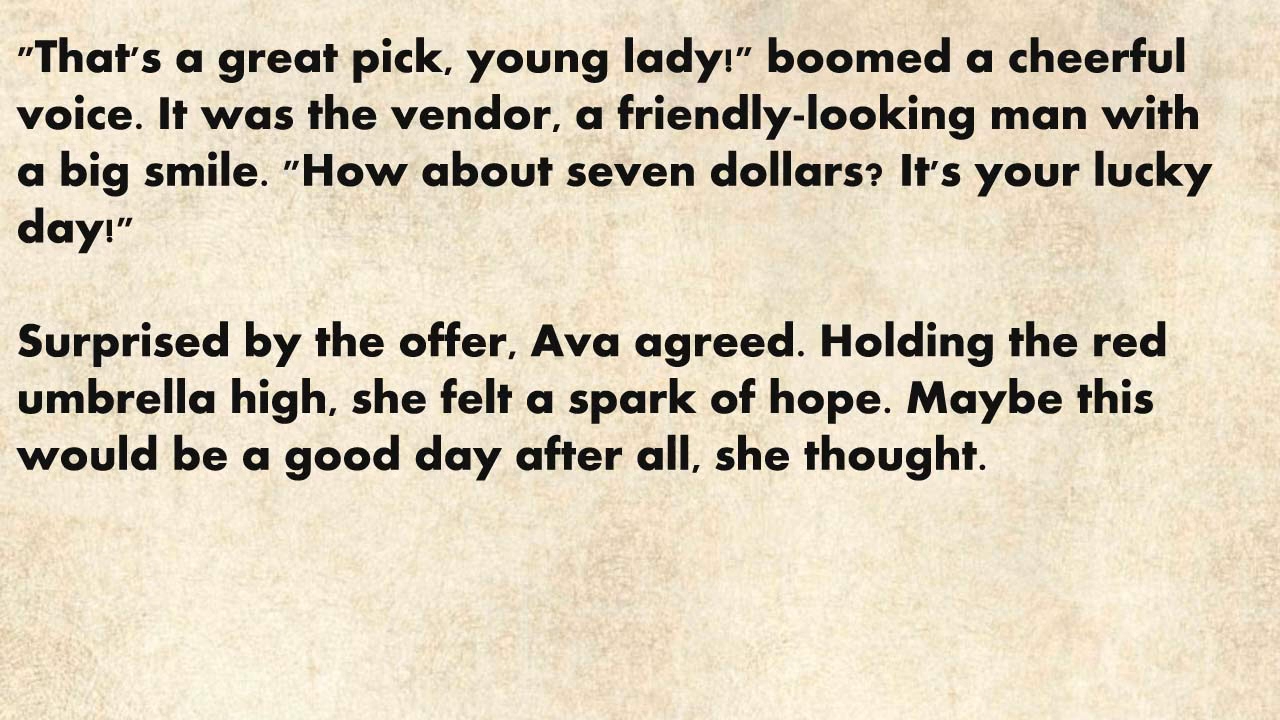 "That's a great pick, young lady!" boomed a cheerful
voice. It was the vendor, a friendly-looking man with
a big smile. "How about seven dollars? It's your lucky
day!"
Surprised by the offer, Ava agreed. Holding the red
umbrella high, she felt a spark of hope. Maybe this
would be a good day after all, she thought.